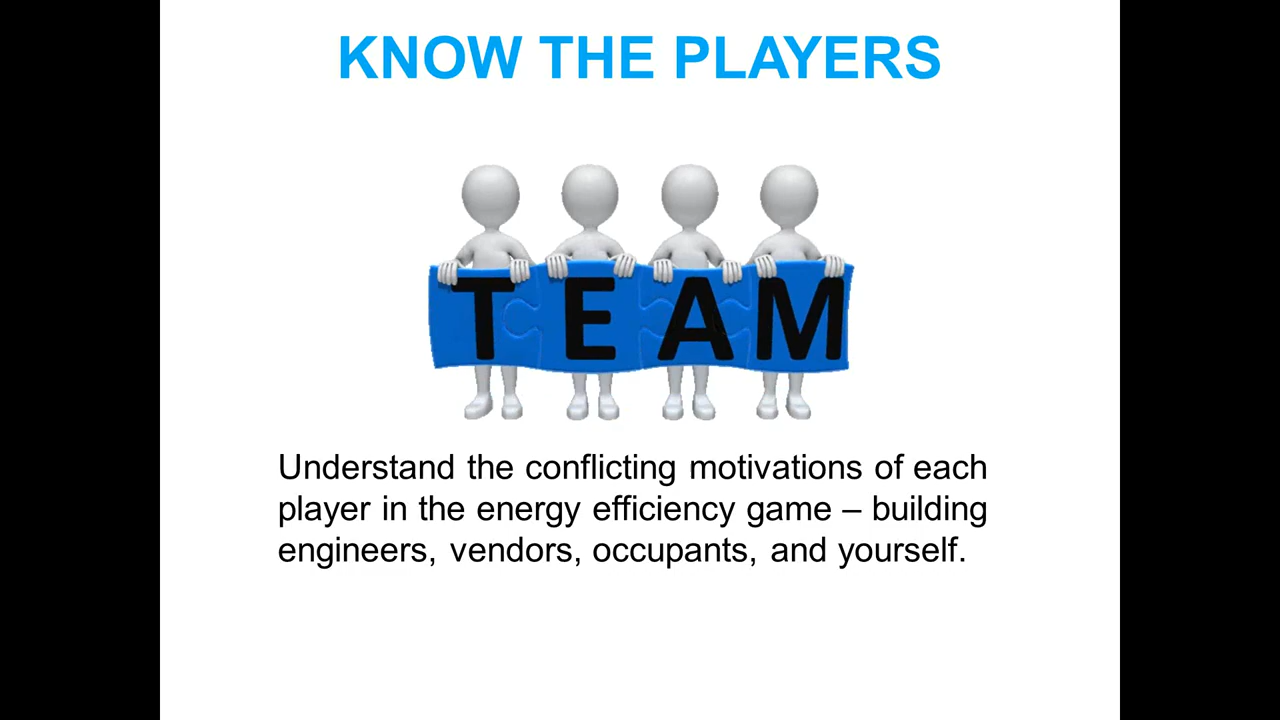 KNOW THE PLAYERS
TEAM
Understand the conflicting motivations of each
player in the energy efficiency game – building
engineers, vendors, occupants, and yourself.